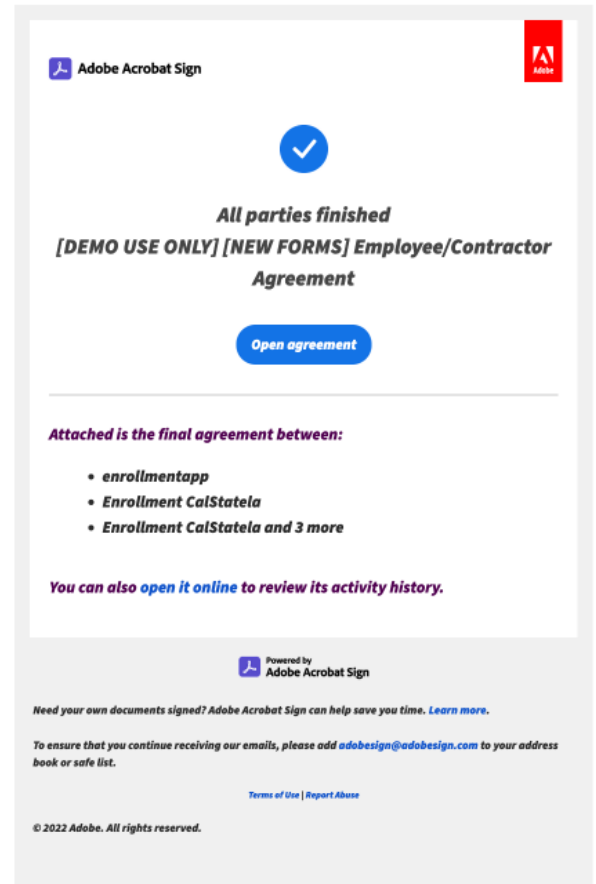 Adobe Acrobat Sign
Adobe
All parties finished
[DEMO USE ONLY] [NEW FORMS] Employee/Contractor
Agreement
Open agreement
Attached is the final agreement between:
• enrollmentapp
• Enrollment CalStatela
• Enrollment CalStatela and 3 more
You can also open it online to review its activity history.
Powered by
Adobe Acrobat Sign
Need your own documents signed? Adobe Acrobat Sign can help save you time. Learn more.
To ensure that you continue receiving our emails, please add adobesign@adobesign.com to your address
book or safe list.
Terms of Use | Report Abuse
© 2022 Adobe. All rights reserved.